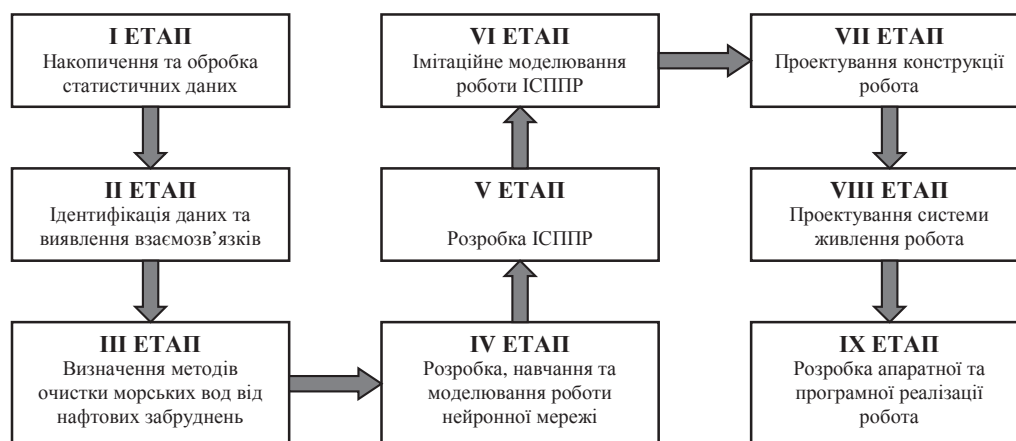 I ЕТАП
Накопичення та обробка
статистичних даних
II ЕТАП
Ідентифікація даних та
виявлення взаємозв'язків
III ЕТАП
Визначення методів
очистки морських вод від
нафтових забруднень
IV ЕТАП
Розробка, навчання та
моделювання роботи
нейронної мережі
V ЕТАП
Розробка ІСППР
VI ЕТАП
Імітаційне моделювання
роботи ІСППР
VII ЕТАП
Проектування конструкції
робота
VIII ЕТАП
Проектування системи
живлення робота
IX ЕТАП
Розробка апаратної та
програмної реалізації
робота